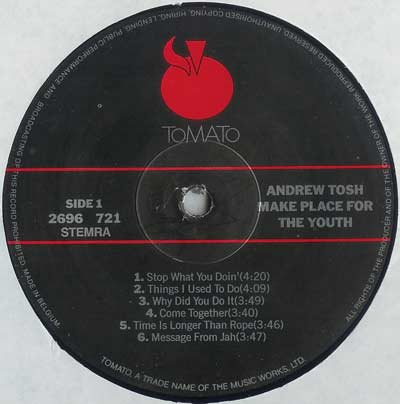 ALL RIGHTS OF THE PRODUCER AND OF THE OWNER OF THE WORK REPRODUCED RESERVED. UNAUTHORISED COPYING, HIRING, LENDING, PUBLIC PERFORMANCE AND BROADCASTING OF THIS RECORD PROHIBITED. MADE IN BELGIUM.
TOMATO
SIDE 1
2696 721
STEMRA
ANDREW TOSH
MAKE PLACE FOR
THE YOUTH
1. Stop What You Doin'(4:20)
2. Things I Used To Do(4:09)
3. Why Did You Do It(3:49)
4. Come Together(3:40)
5. Time Is Longer Than Rope(3:46)
6. Message From Jah(3:47)
TOMATO, A TRADE NAME OF THE MUSIC WORKS, LTD.